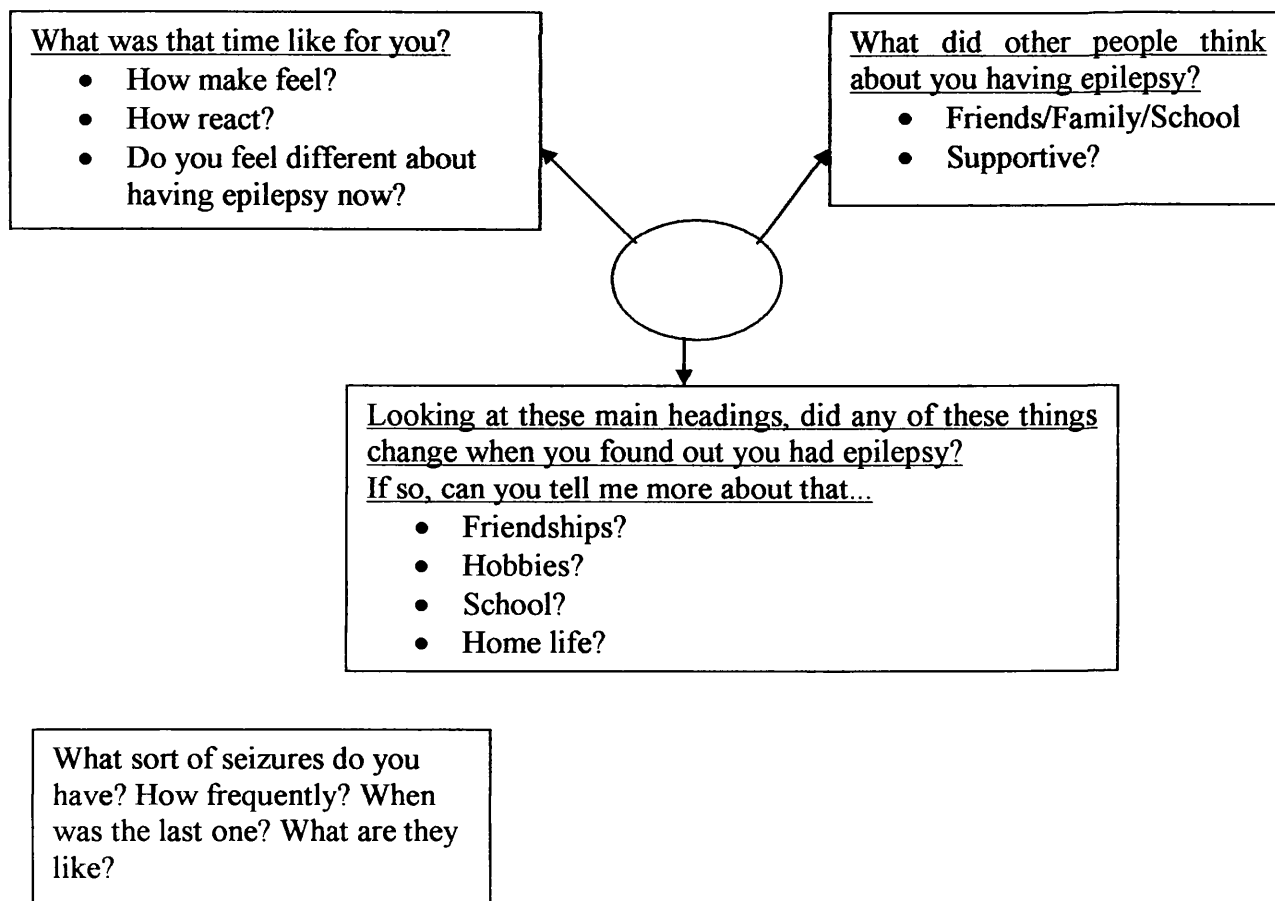 What was that time like for you?
• How make feel?
• How react?
• Do you feel different about
having epilepsy now?
What did other people think
about you having epilepsy?
• Friends/Family/School
• Supportive?
Looking at these main headings, did any of these things
change when you found out you had epilepsy?
If so, can you tell me more about that...
• Friendships?
• Hobbies?
• School?
• Home life?
What sort of seizures do you
have? How frequently? When
was the last one? What are they
like?